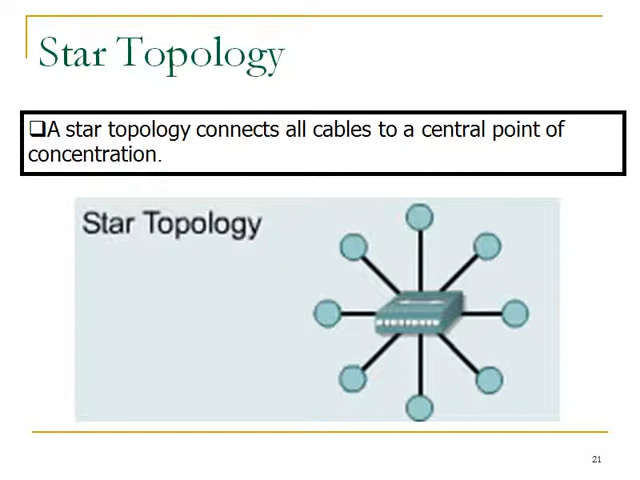 Star Topology
❑A star topology connects all cables to a central point of
concentration.
Star Topology
21